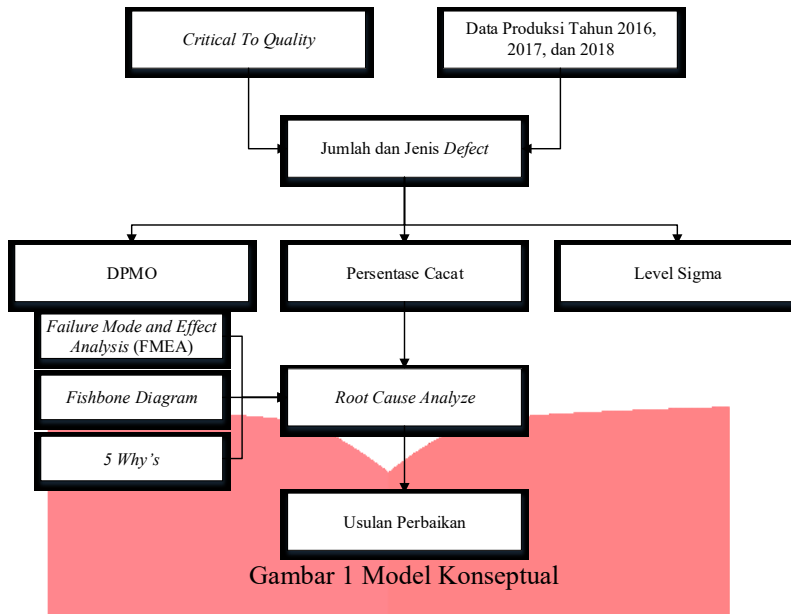 Critical To Quality
Data Produksi Tahun 2016,
2017, dan 2018
Jumlah dan Jenis Defect
DPMO
Persentase Cacat
Level Sigma
Failure Mode and Effect
Analysis (FMEA)
Fishbone Diagram
Root Cause Analyze
5 Why's
Usulan Perbaikan
Gambar 1 Model Konseptual